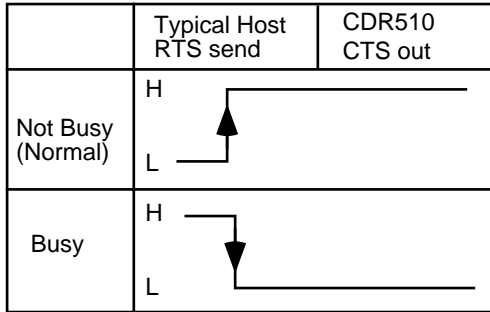 Typical Host
RTS send
CDR510
CTS out
Not Busy
(Normal)
H
L
Busy
H
L